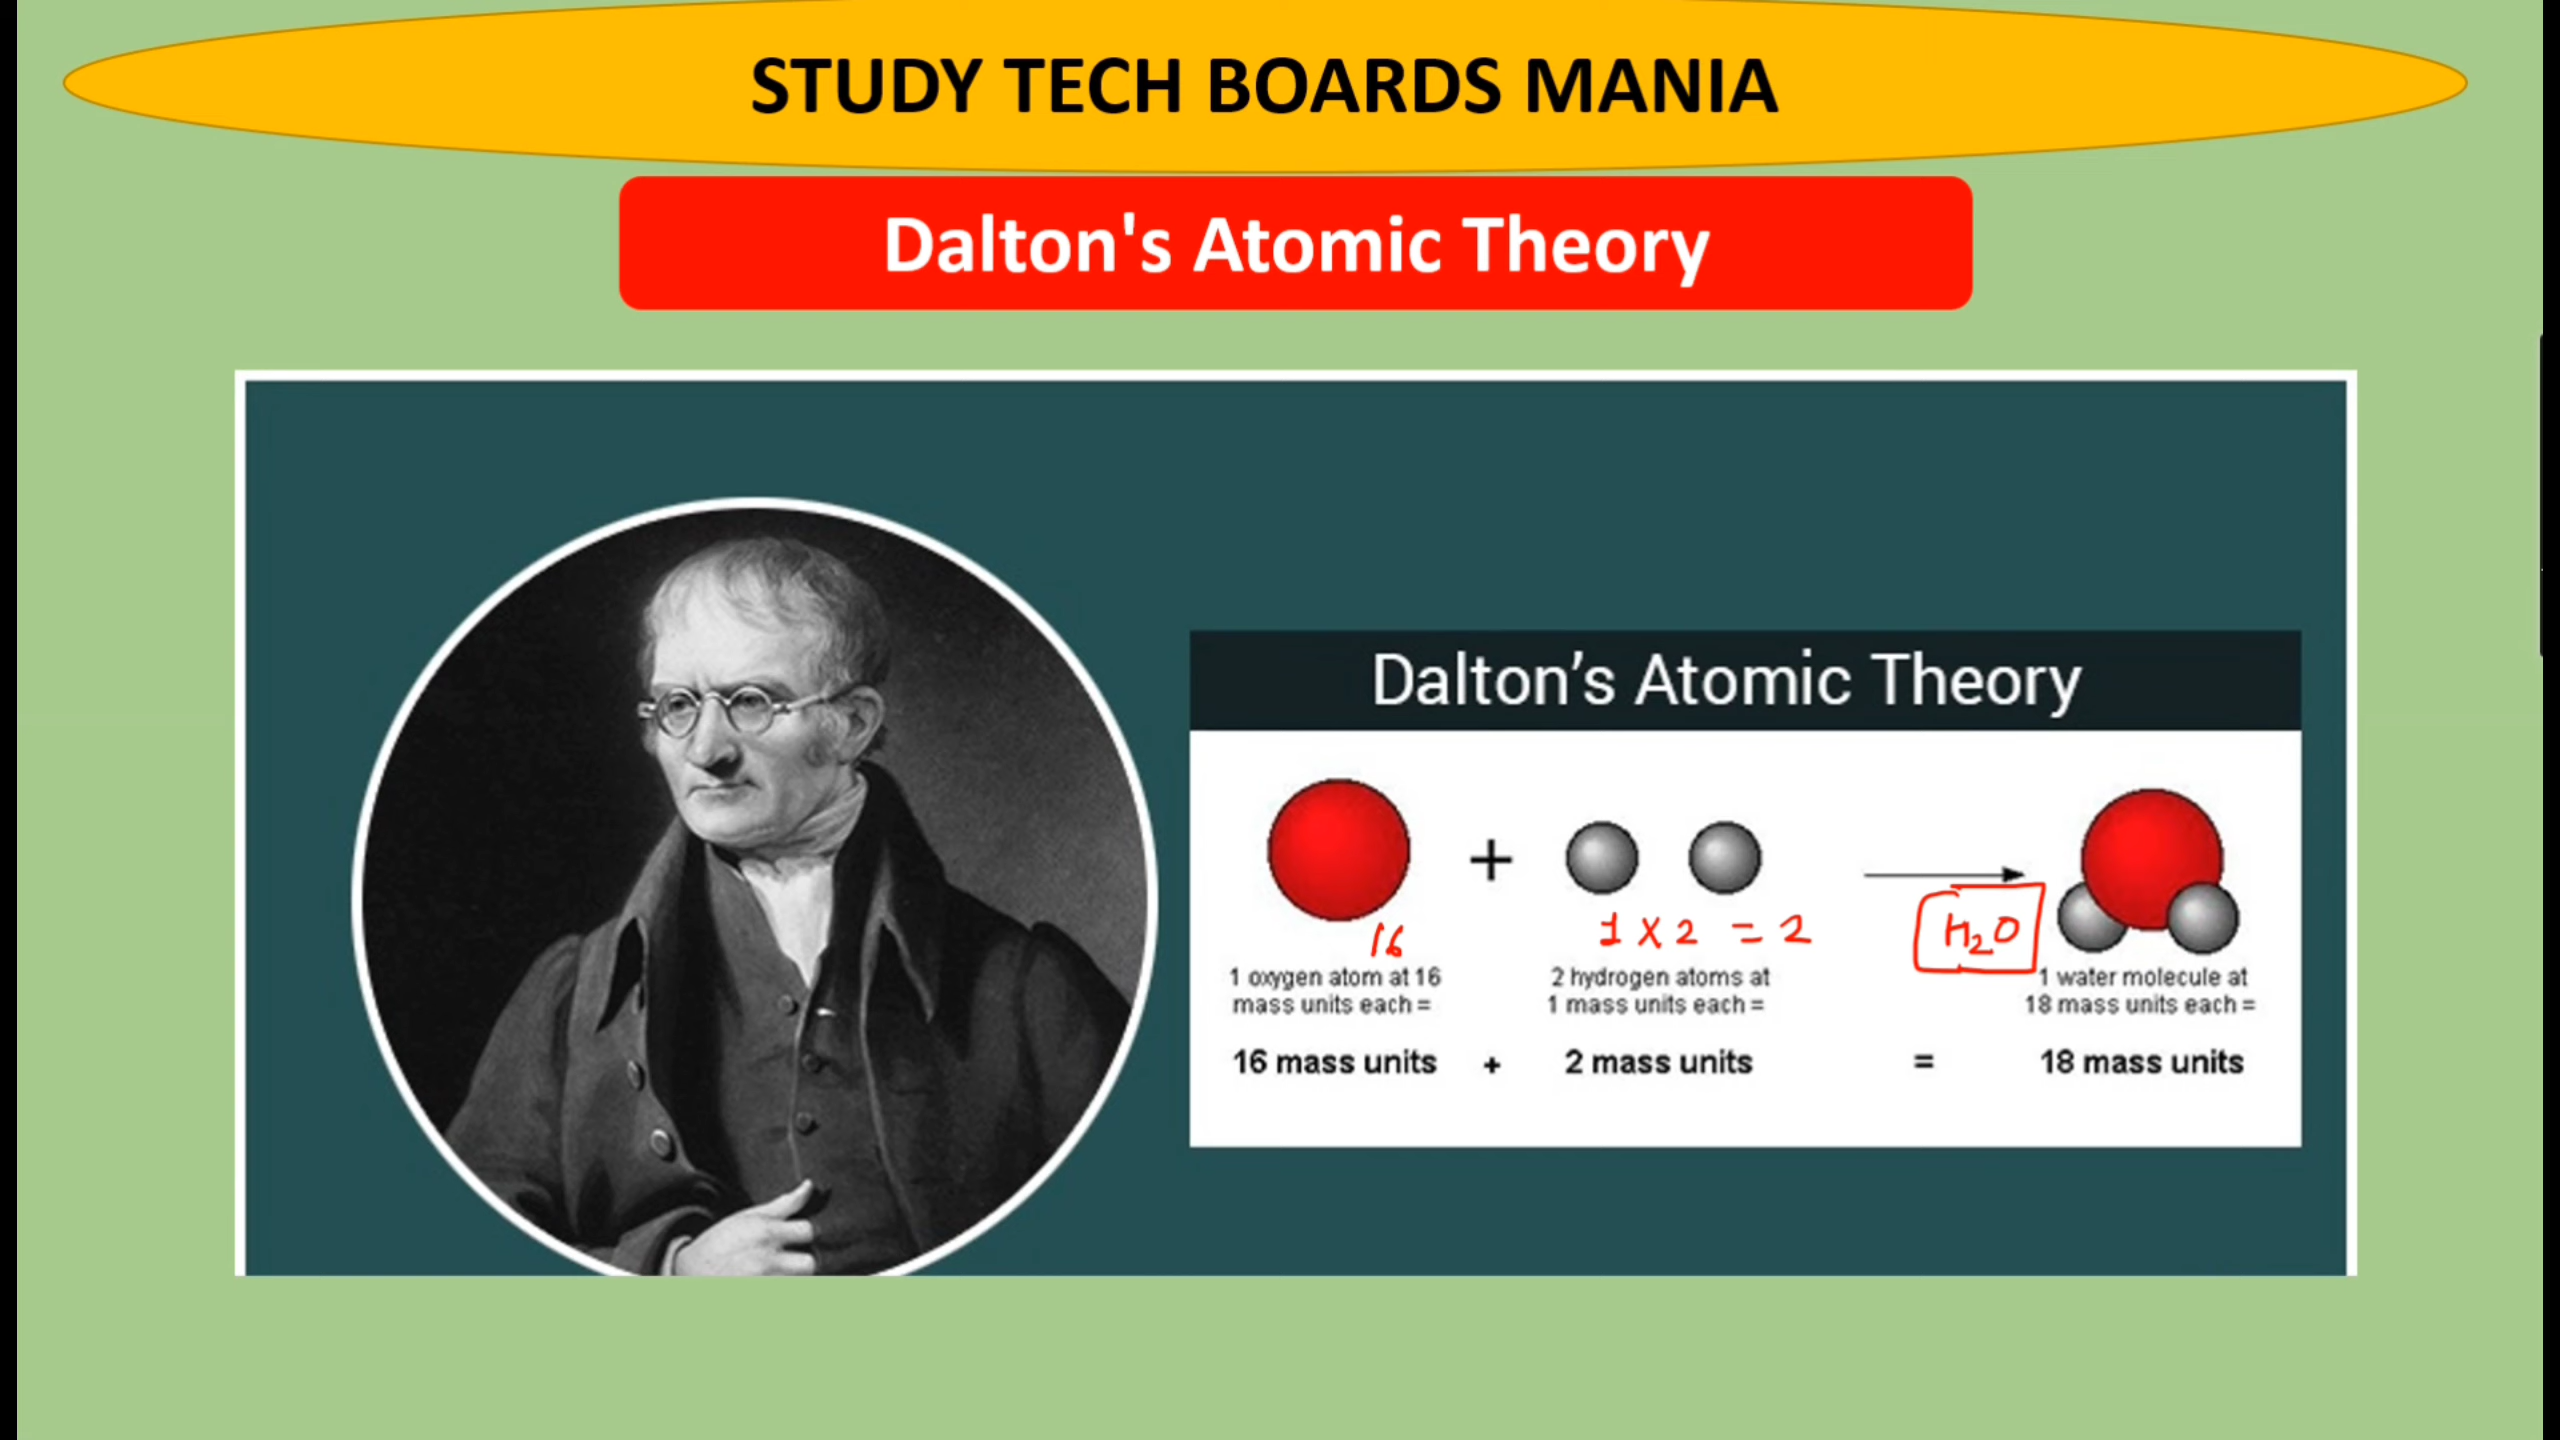 STUDY TECH BOARDS MANIA
Dalton's Atomic Theory
Dalton’s Atomic Theory
+
16
1 x 2 = 2
H₂O
1 oxygen atom at 16
mass units each =
2 hydrogen atoms at
1 mass units each =
1 water molecule at
18 mass units each =
16 mass units + 2 mass units = 18 mass units